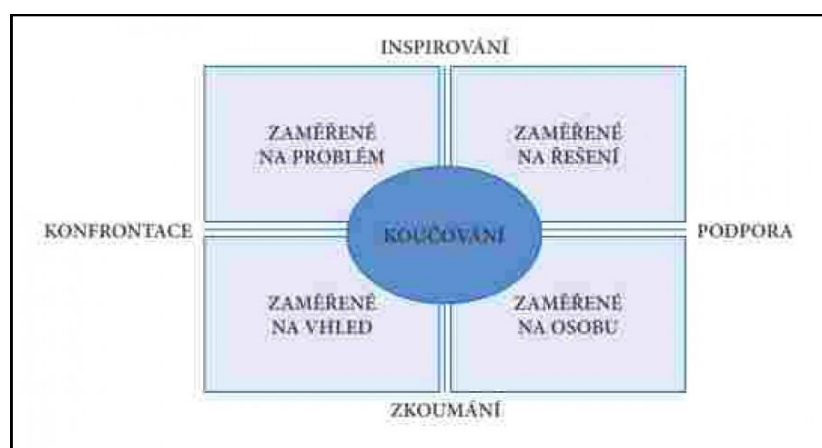 INSPIROVÁNÍ
ZAMĚŘENÉ
NA PROBLÉM
ZAMĚŘENÉ
NA ŘEŠENÍ
KONFRONTACE
KOUČOVÁNÍ
PODPORA
ZAMĚŘENÉ
NA VHLED
ZAMĚŘENÉ
NA OSOBU
ZKOUMÁNÍ